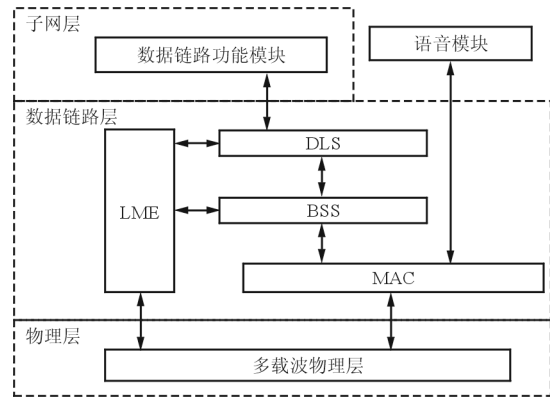 子网层
数据链路功能模块
语音模块
数据链路层
DLS
LME
BSS
MAC
物理层
多载波物理层